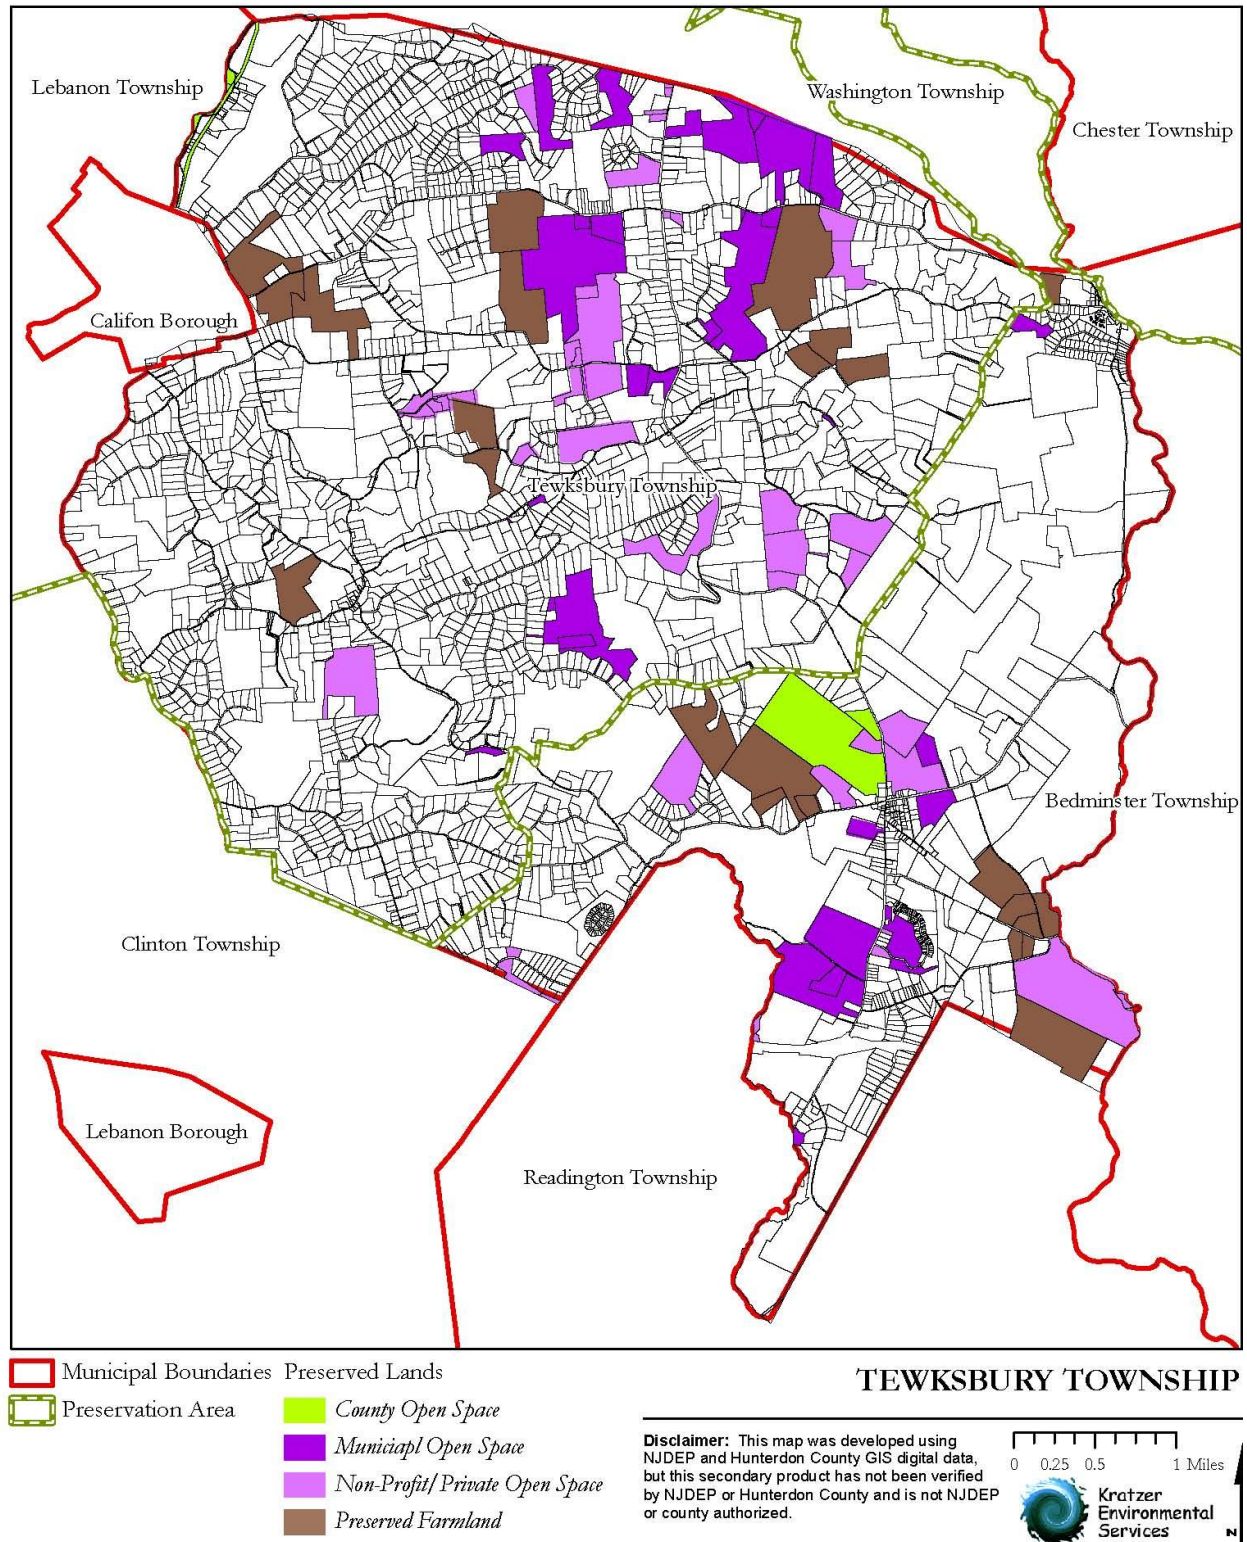 Lebanon Township
Washington Township
Chester Township
Califon Borough
Tewksbury Township
Bedminster Township
Clinton Township
Lebanon Borough
Readington Township
Municipal Boundaries
Preservation Area
Preserved Lands
County Open Space
Municiapl Open Space
Non-Profit/ Private Open Space
Preserved Farmland
TEWKSBURY TOWNSHIP
Disclaimer: This map was developed using
NJDEP and Hunterdon County GIS digital data,
but this secondary product has not been verified
by NJDEP or Hunterdon County and is not NJDEP
or county authorized.
0 0.25 0.5 1 Miles
Kratzer
Environmental
Services
N